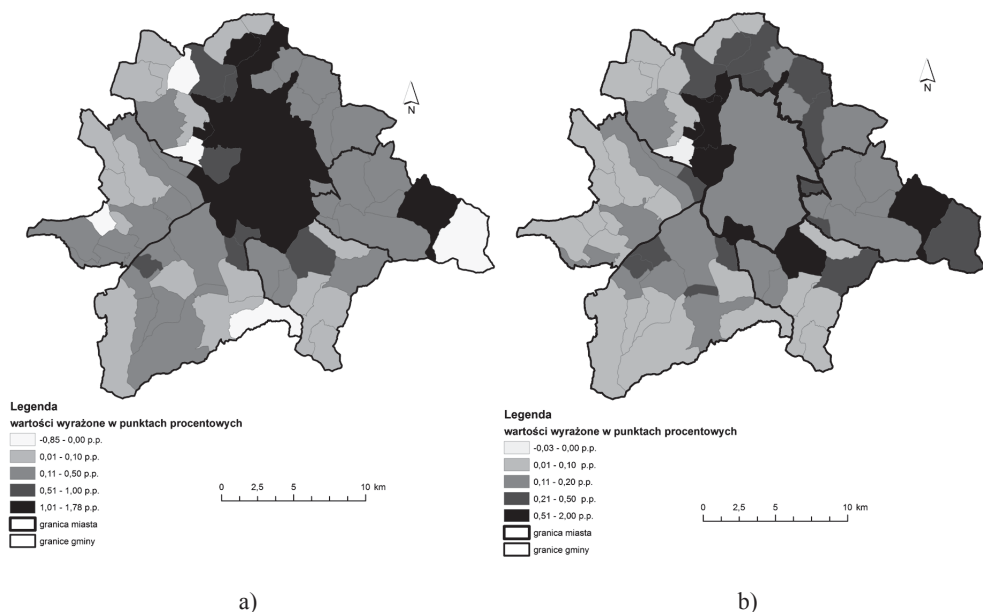 N
Legenda
wartości wyrażone w punktach procentowych
-0,85 - 0,00 p.p.
0,01 - 0,10 p.p.
0,11 - 0,50 p.p.
0,51 - 1,00 p.p.
1,01 - 1,78 p.p.
granica miasta
granice gminy
0 2,5 5 10 km
a)
N
Legenda
wartości wyrażone w punktach procentowych
-0,03 - 0,00 p.p.
0,01 - 0,10 p.p.
0,11 - 0,20 p.p.
0,21 - 0,50 p.p.
0,51 - 2,00 p.p.
granica miasta
granice gminy
0 2,5 5 10 km
b)